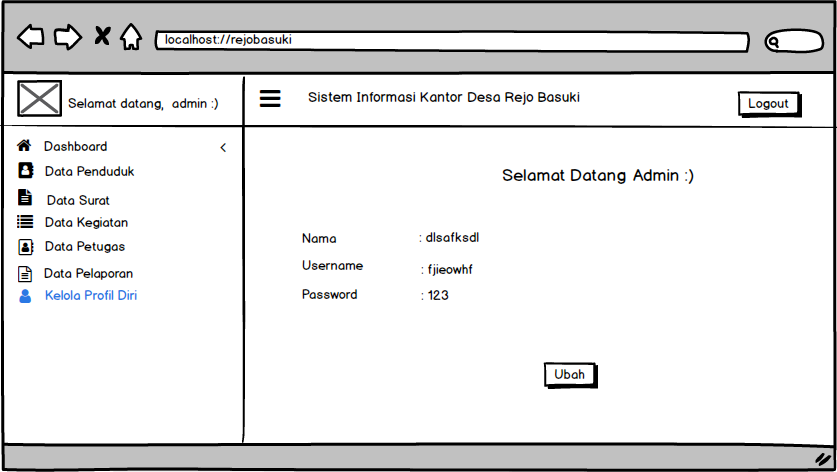 localhost://rejobasuki
Selamat datang, admin :)
Sistem Informasi Kantor Desa Rejo Basuki
Logout
Dashboard <
Data Penduduk
Data Surat
Data Kegiatan
Data Petugas
Data Pelaporan
Kelola Profil Diri
Selamat Datang Admin :)
Nama : dlsafksdl
Username : fjieowhf
Password : 123
Ubah